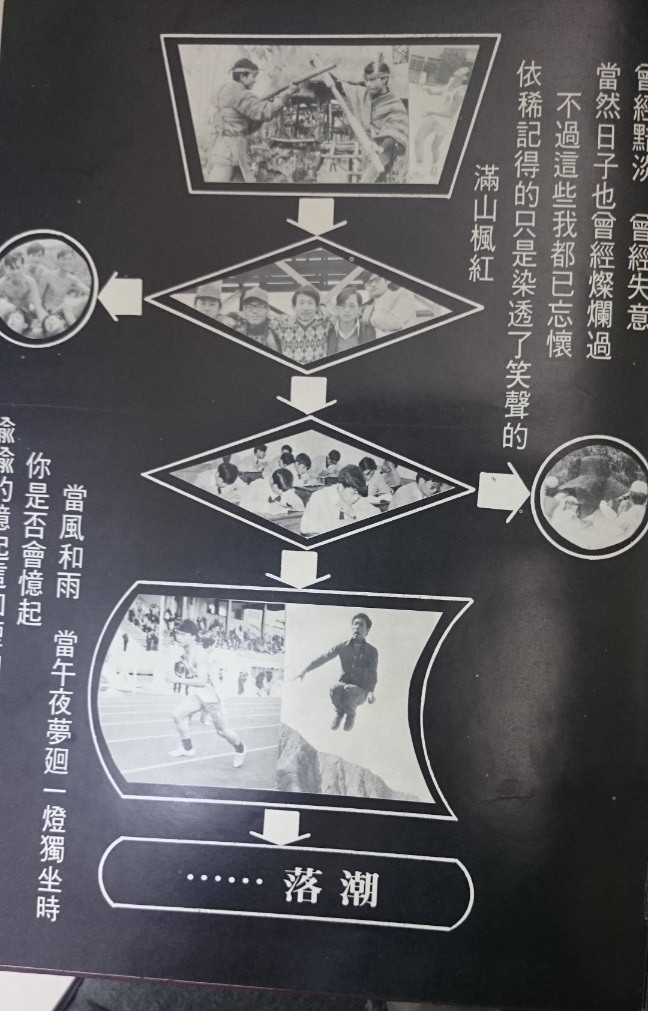 曾經黯淡　曾經失意
當然日子也曾經燦爛過
不過這些我都已忘懷
依稀記得的只是染透了笑聲的
滿山楓紅
當風和雨　當午夜夢廻一燈獨坐時
你是否會憶起
潮落……